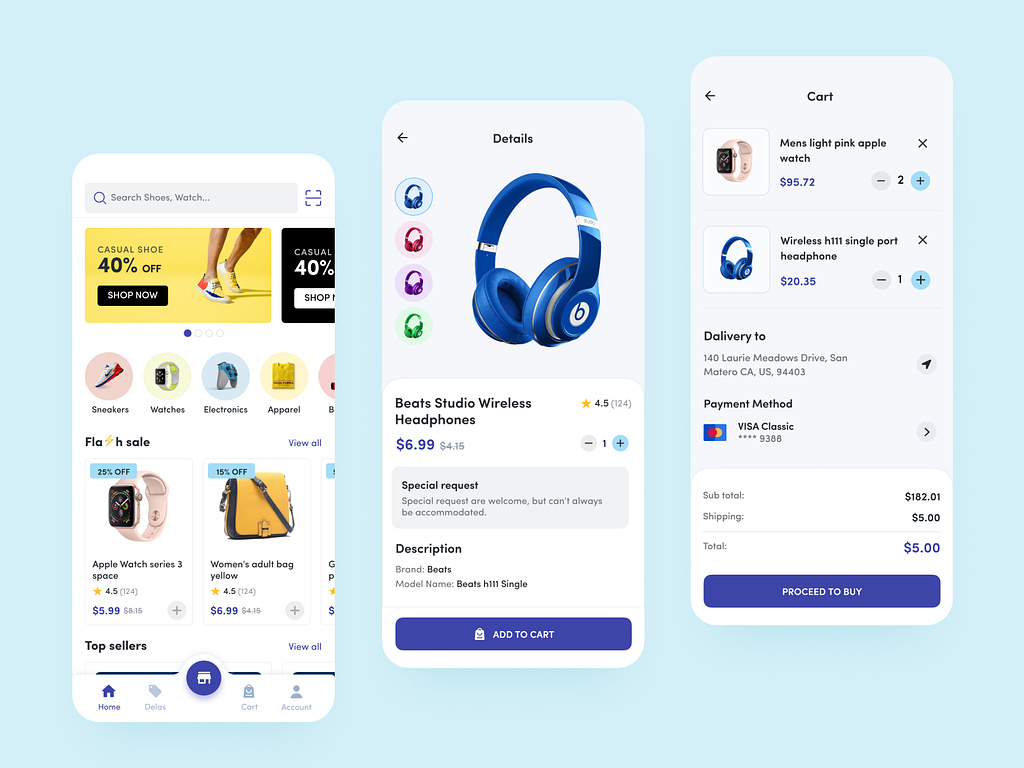 Search Shoes, Watch...
CASUAL SHOE
40% OFF
SHOP NOW
CASUAL
40%
SHOP
Sneakers
Watches
Electronics
Apparel
B
Fla⚡h sale
View all
25% OFF
Apple Watch series 3
space
4.5 (124)
$5.99 $8.15
15% OFF
Women's adult bag
yellow
4.5 (124)
$6.99 $4.15
Top sellers
View all
Home
Delas
Cart
Account
Details
Beats Studio Wireless
Headphones
4.5 (124)
$6.99 $4.15
1
Special request
Special request are welcome, but can't always
be accommodated.
Description
Brand: Beats
Model Name: Beats h111 Single
ADD TO CART
Cart
Mens light pink apple
watch
$95.72
2
Wireless h111 single port
headphone
$20.35
1
Dalivery to
140 Laurie Meadows Drive, San
Matero CA, US, 94403
Payment Method
VISA Classic
**** 9388
Sub total: $182.01
Shipping: $5.00
Total: $5.00
PROCEED TO BUY